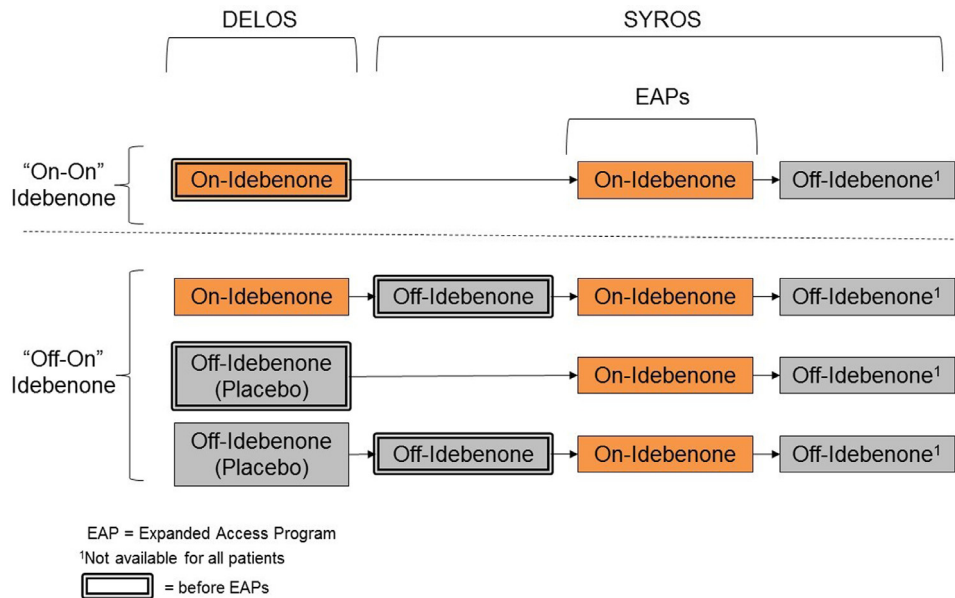 DELOS SYROS
EAPs
“On-On”
Idebenone
On-Idebenone On-Idebenone Off-Idebenone¹
On-Idebenone Off-Idebenone On-Idebenone Off-Idebenone¹
“Off-On”
Idebenone
Off-Idebenone
(Placebo)
On-Idebenone Off-Idebenone¹
Off-Idebenone
(Placebo)
Off-Idebenone On-Idebenone Off-Idebenone¹
EAP = Expanded Access Program
¹Not available for all patients
= before EAPs